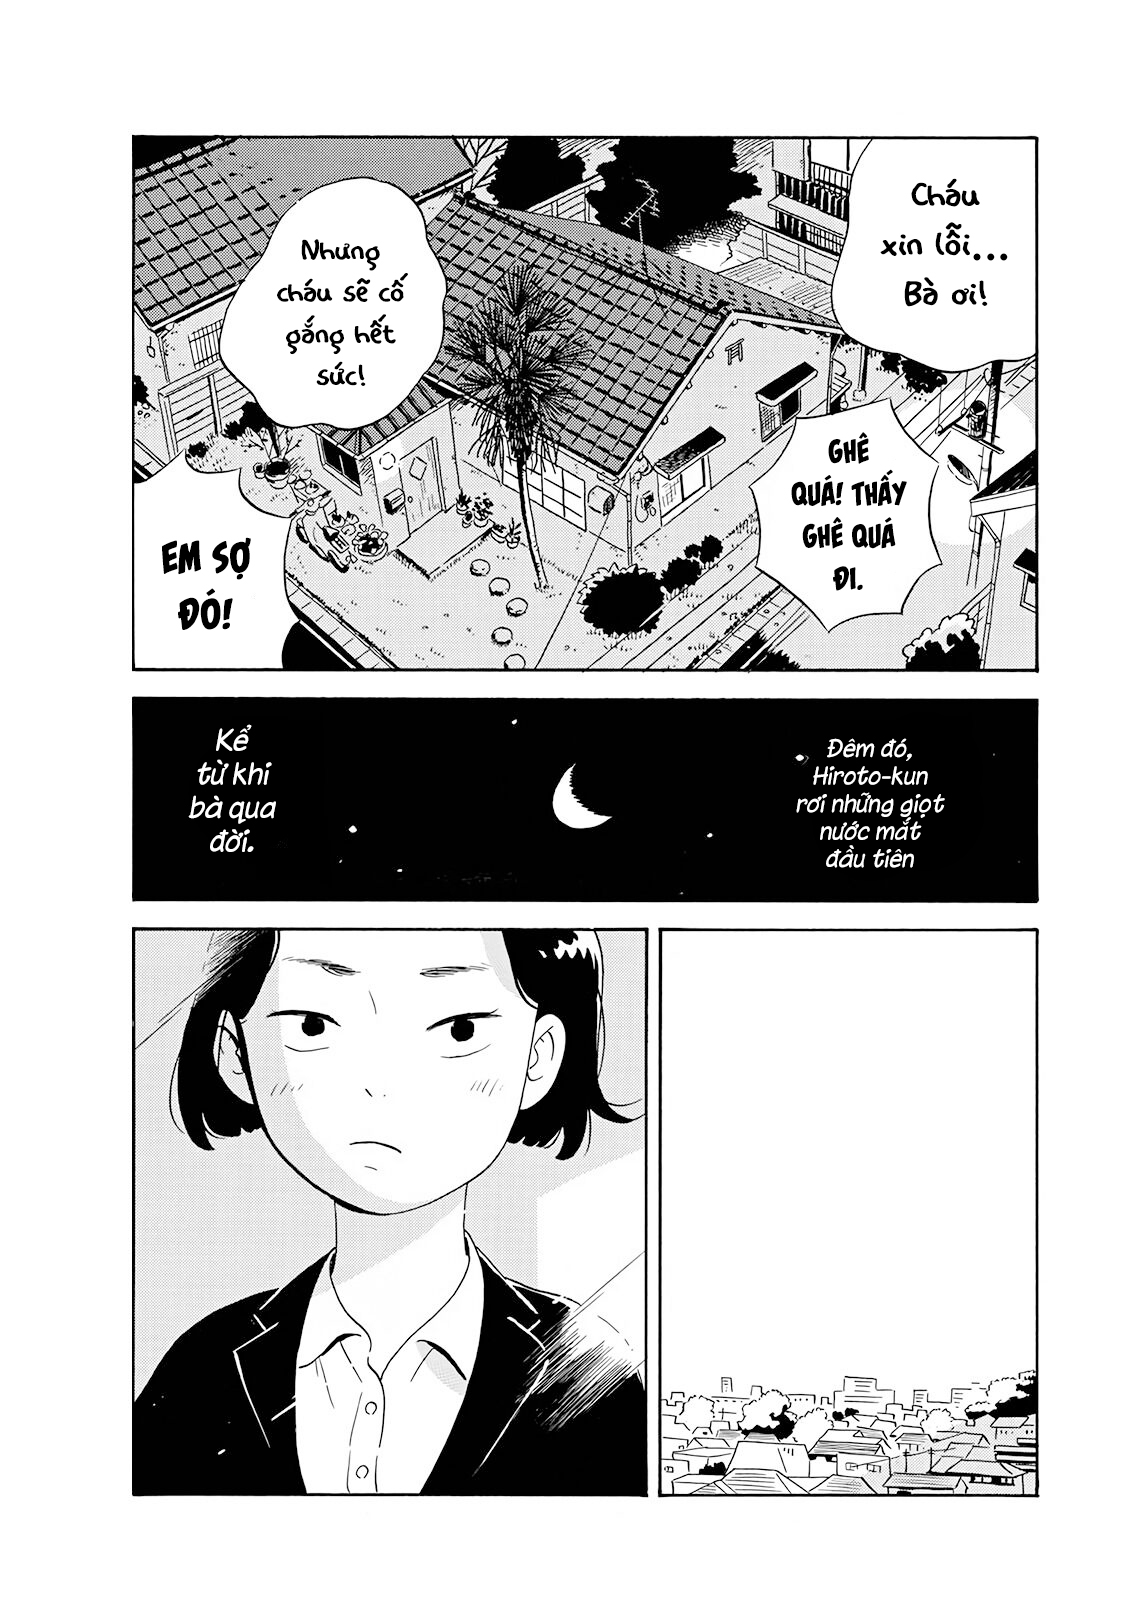 Cháu
xin lỗi...
Bà ơi!
Nhưng
cháu sẽ cố
gắng hết
sức!
GHÊ
QUÁ! THẤY
GHÊ QUÁ
ĐI.
EM SỢ
ĐÓ!
Đêm đó,
Hiroto-kun
rơi những giọt
nước mắt
đầu tiên
Kể
từ khi
bà qua
đời.